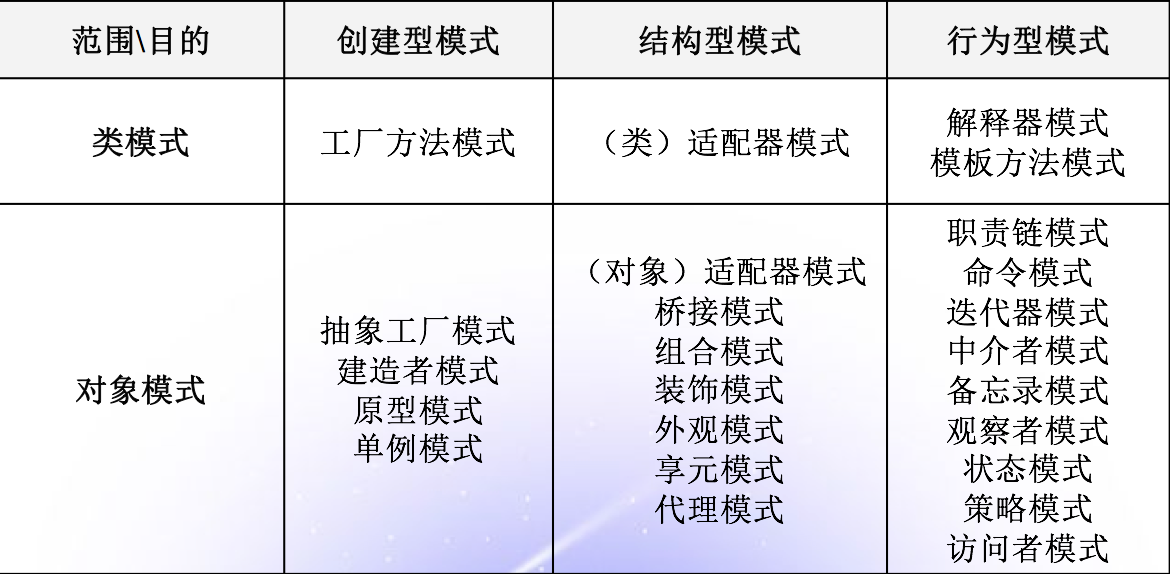 范围\目的
创建型模式
结构型模式
行为型模式
类模式
工厂方法模式
（类）适配器模式
解释器模式
模板方法模式
对象模式
抽象工厂模式
建造者模式
原型模式
单例模式
（对象）适配器模式
桥接模式
组合模式
装饰模式
外观模式
享元模式
代理模式
职责链模式
命令模式
迭代器模式
中介者模式
备忘录模式
观察者模式
状态模式
策略模式
访问者模式